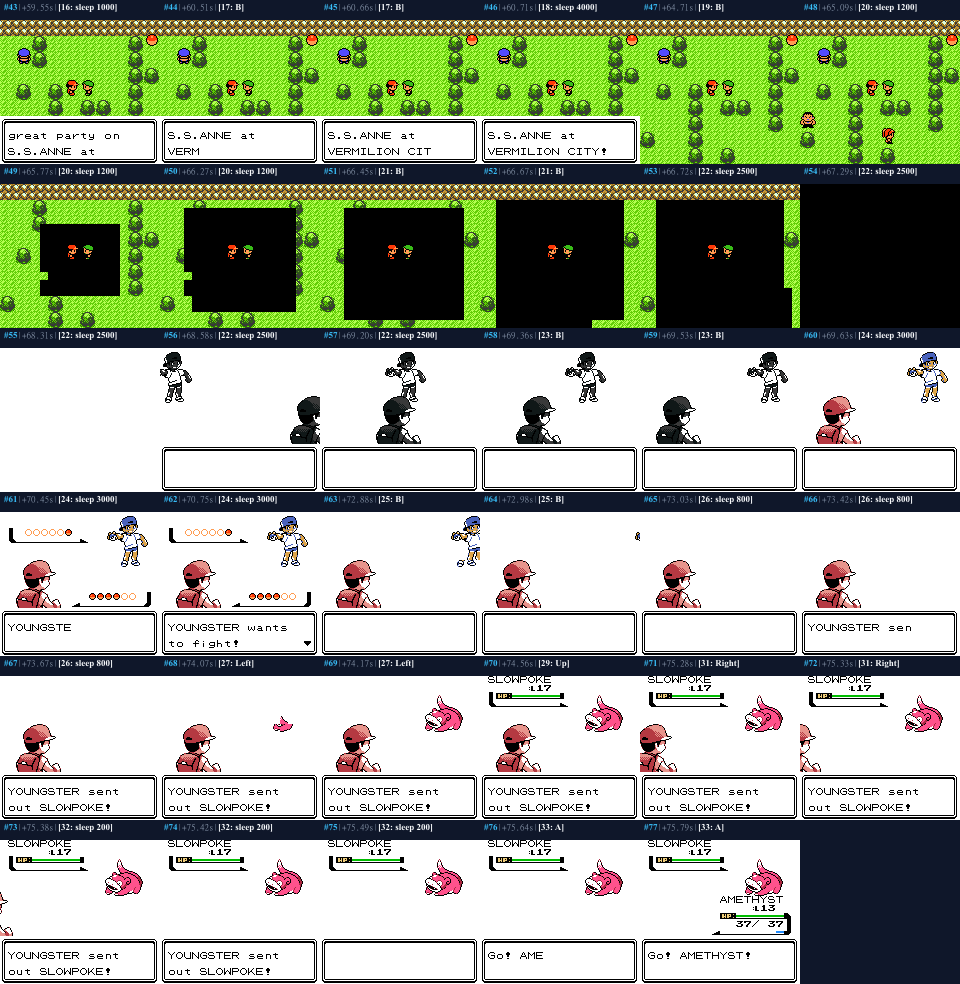 #43|+59.55s| [16: sleep 1000]
#44|+60.51s| [17: B]
#45|+60.66s| [17: B]
#46|+60.71s| [18: sleep 4000]
#47|+64.71s| [19: B]
#48|+65.09s| [20: sleep 1200]
great party on
S.S.ANNE at
S.S.ANNE at
VERM
S.S.ANNE at
VERMILION CIT
S.S.ANNE at
VERMILION CITY!
#49|+65.77s| [20: sleep 1200]
#50|+66.27s| [20: sleep 1200]
#51|+66.45s| [21: B]
#52|+66.67s| [21: B]
#53|+66.72s| [22: sleep 2500]
#54|+67.29s| [22: sleep 2500]
#55|+68.31s| [22: sleep 2500]
#56|+68.58s| [22: sleep 2500]
#57|+69.20s| [22: sleep 2500]
#58|+69.36s| [23: B]
#59|+69.53s| [23: B]
#60|+69.63s| [24: sleep 3000]
#61|+70.45s| [24: sleep 3000]
#62|+70.75s| [24: sleep 3000]
#63|+72.88s| [25: B]
#64|+72.98s| [25: B]
#65|+73.03s| [26: sleep 800]
#66|+73.42s| [26: sleep 800]
YOUNGSTE
YOUNGSTER wants
to fight!
YOUNGSTER sen
#67|+73.67s| [26: sleep 800]
#68|+74.07s| [27: Left]
#69|+74.17s| [27: Left]
#70|+74.56s| [29: Up]
#71|+75.28s| [31: Right]
#72|+75.33s| [31: Right]
SLOWPOKE
:L17
HP:
SLOWPOKE
:L17
HP:
SLOWPOKE
:L17
HP:
YOUNGSTER sent
out SLOWPOKE!
YOUNGSTER sent
out SLOWPOKE!
YOUNGSTER sent
out SLOWPOKE!
YOUNGSTER sent
out SLOWPOKE!
YOUNGSTER sent
out SLOWPOKE!
YOUNGSTER sent
out SLOWPOKE!
#73|+75.38s| [32: sleep 200]
#74|+75.42s| [32: sleep 200]
#75|+75.49s| [32: sleep 200]
#76|+75.64s| [33: A]
#77|+75.79s| [33: A]
SLOWPOKE
:L17
HP:
SLOWPOKE
:L17
HP:
SLOWPOKE
:L17
HP:
SLOWPOKE
:L17
HP:
SLOWPOKE
:L17
HP:
AMETHYST
:L13
HP:
37/ 37
YOUNGSTER sent
out SLOWPOKE!
YOUNGSTER sent
out SLOWPOKE!
Go! AME
Go! AMETHYST!